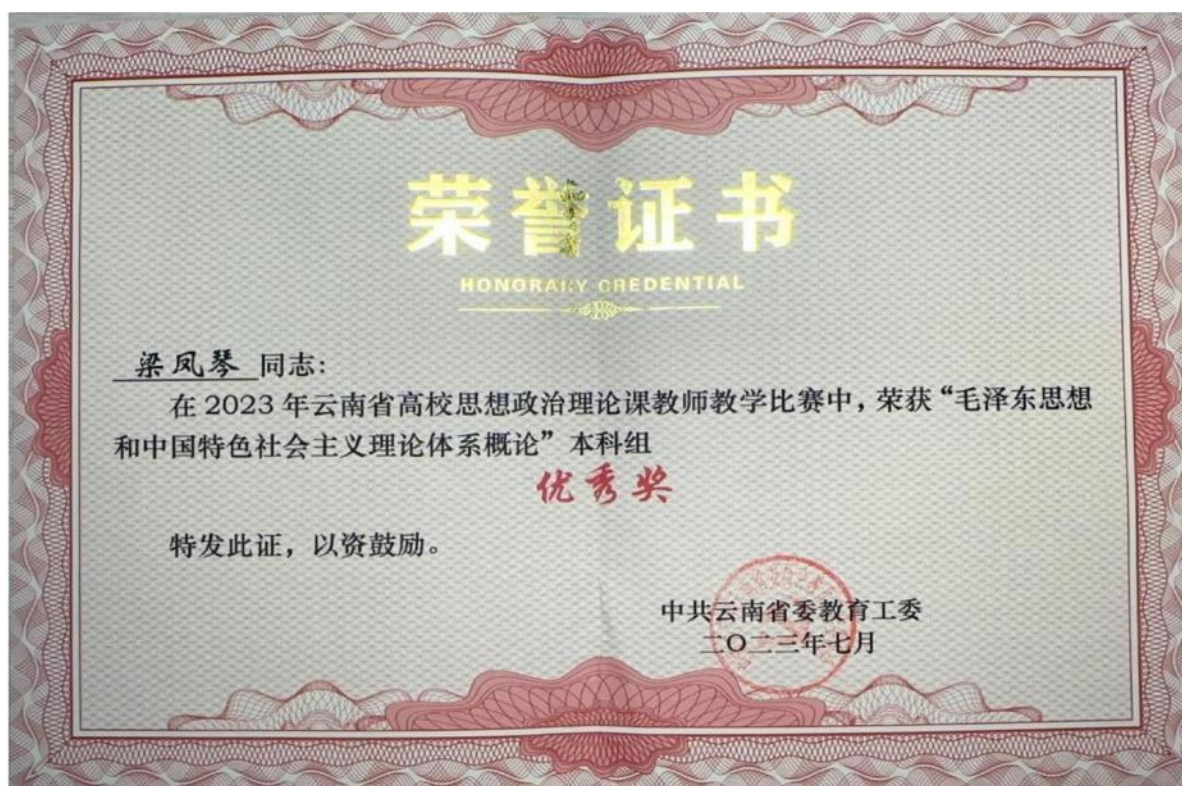 荣誉证书
HONORARY CREDENTIAL
梁凤琴 同志：
在 2023 年云南省高校思想政治理论课教师教学比赛中，荣获“毛泽东思想
和中国特色社会主义理论体系概论”本科组
优秀奖
特发此证，以资鼓励。
中共云南省委教育工委
二〇二三年七月